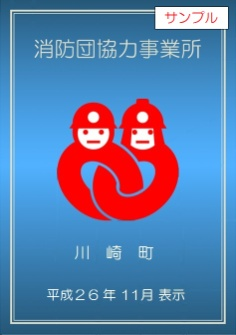 サンプル
消防団協力事業所
川 崎 町
平成26年 11月 表示